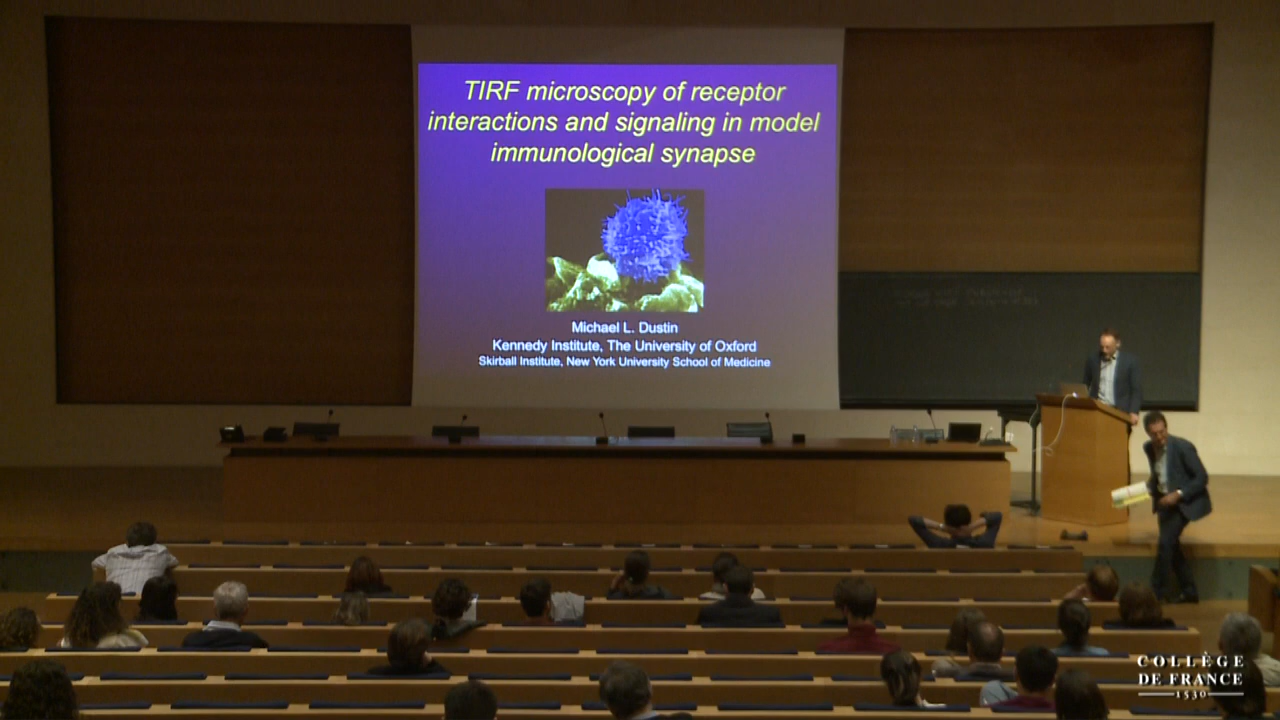 TIRF microscopy of receptor
interactions and signaling in model
immunological synapse
Michael L. Dustin
Kennedy Institute, The University of Oxford
Skirball Institute, New York University School of Medicine
COLLÈGE
DE FRANCE
1530